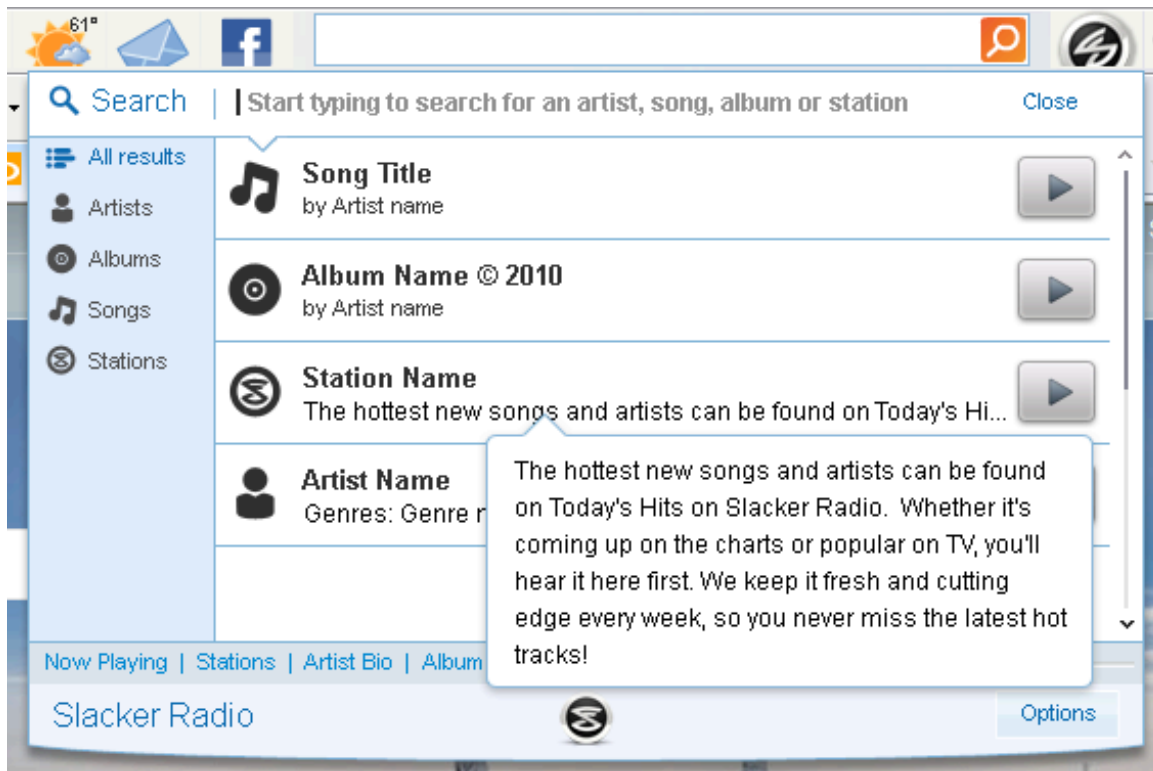 61°
Search | Start typing to search for an artist, song, album or station Close
All results
Artists
Albums
Songs
Stations
Song Title
by Artist name
Album Name © 2010
by Artist name
Station Name
The hottest new songs and artists can be found on Today's Hi...
Artist Name
Genres: Genre
The hottest new songs and artists can be found
on Today's Hits on Slacker Radio. Whether it's
coming up on the charts or popular on TV, you'll
hear it here first. We keep it fresh and cutting
edge every week, so you never miss the latest hot
tracks!
Now Playing | Stations | Artist Bio | Album
Slacker Radio
Options